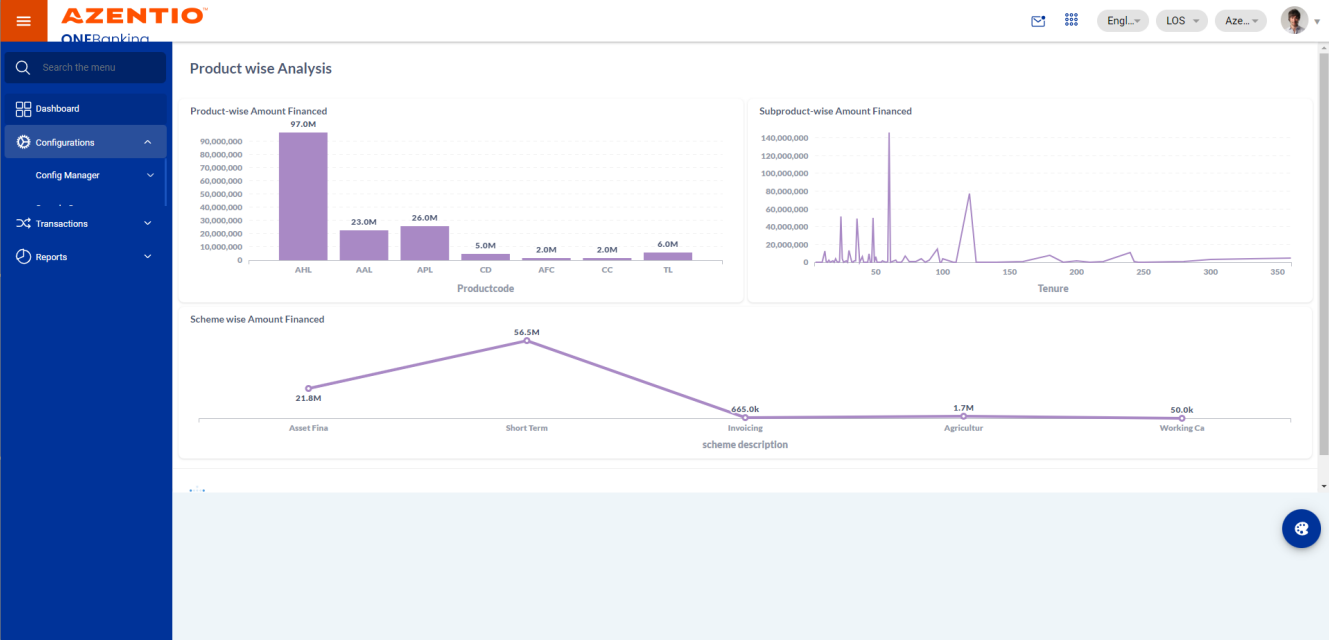 AZENTIO
ONEBanking
Engl...
LOS
Aze...
Search the menu
Dashboard
Configurations
Config Manager
Transactions
Reports
Product wise Analysis
Product-wise Amount Financed
97.0M
90,000,000
80,000,000
70,000,000
60,000,000
50,000,000
40,000,000
30,000,000
20,000,000
10,000,000
0
23.0M
26.0M
5.0M
2.0M
2.0M
6.0M
AHL
AAL
APL
CD
AFC
CC
TL
Productcode
Subproduct-wise Amount Financed
140,000,000
120,000,000
100,000,000
80,000,000
60,000,000
40,000,000
20,000,000
0
50
100
150
200
250
300
350
Tenure
Scheme wise Amount Financed
56.5M
21.8M
665.0k
1.7M
50.0k
Asset Fina
Short Term
Invoicing
Agricultur
Working Ca
scheme description